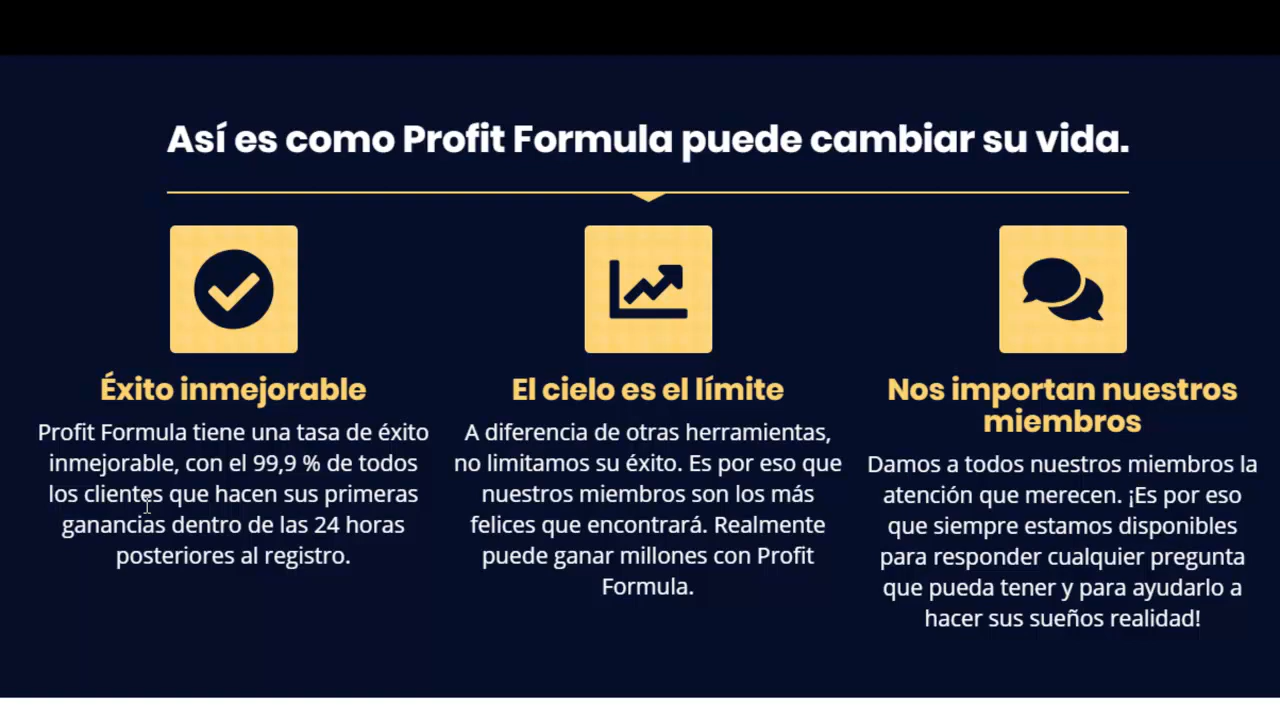 Así es como Profit Formula puede cambiar su vida.
Éxito inmejorable
Profit Formula tiene una tasa de éxito
inmejorable, con el 99,9 % de todos
los clientes que hacen sus primeras
ganancias dentro de las 24 horas
posteriores al registro.
El cielo es el límite
A diferencia de otras herramientas,
no limitamos su éxito. Es por eso que
nuestros miembros son los más
felices que encontrará. Realmente
puede ganar millones con Profit
Formula.
Nos importan nuestros
miembros
Damos a todos nuestros miembros la
atención que merecen. ¡Es por eso
que siempre estamos disponibles
para responder cualquier pregunta
que pueda tener y para ayudarlo a
hacer sus sueños realidad!